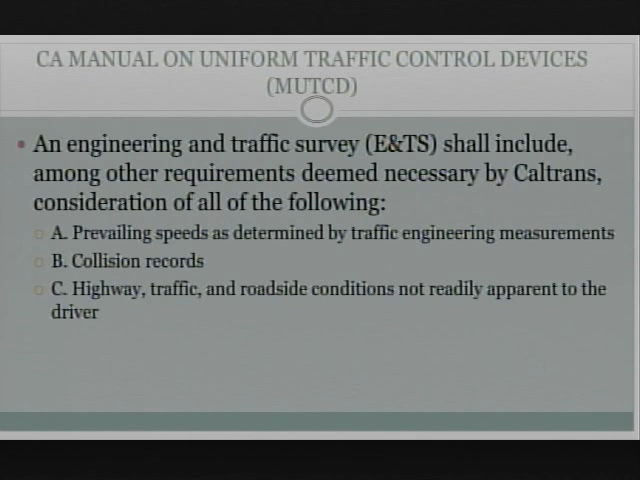 CA MANUAL ON UNIFORM TRAFFIC CONTROL DEVICES
(MUTCD)
An engineering and traffic survey (E&TS) shall include,
among other requirements deemed necessary by Caltrans,
consideration of all of the following:
A. Prevailing speeds as determined by traffic engineering measurements
B. Collision records
C. Highway, traffic, and roadside conditions not readily apparent to the
driver